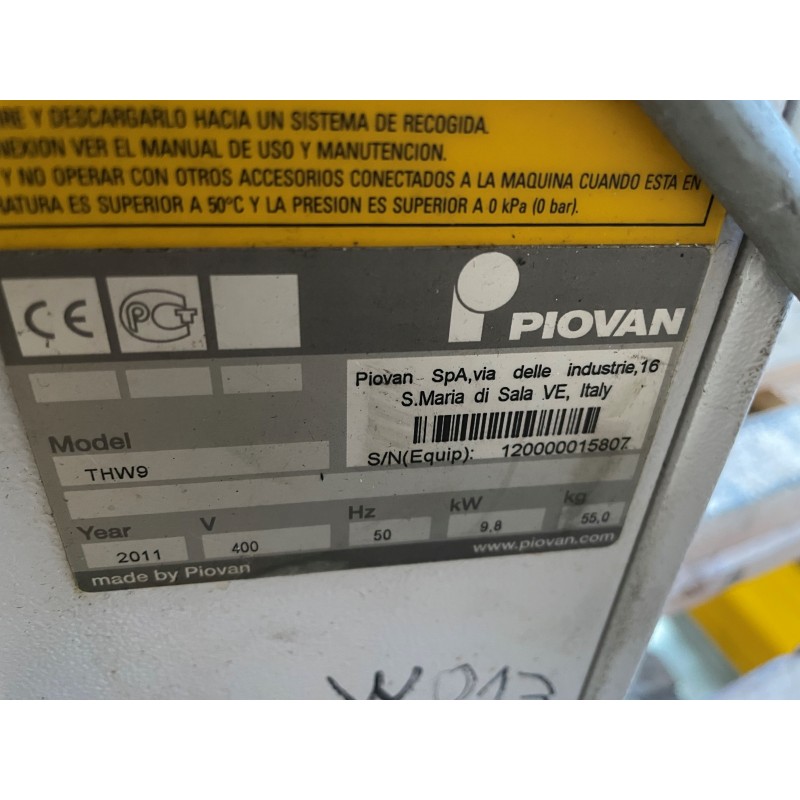 Y DESCARGARLO HACIA UN SISTEMA DE RECOGIDA.
VER EL MANUAL DE USO Y MANUTENCION.
Y NO OPERAR CON OTROS ACCESORIOS CONECTADOS A LA MAQUINA CUANDO ESTA EN
ES SUPERIOR A 50°C Y LA PRESION ES SUPERIOR A 0 kPa (0 bar).
CE
PIOVAN
Piovan SpA,via delle industrie,16
S.Maria di Sala VE, Italy
S/N(Equip): 120000015807
Model
THW9
Year V Hz kW kg
2011 400 50 9,8 55,0
made by Piovan www.piovan.com